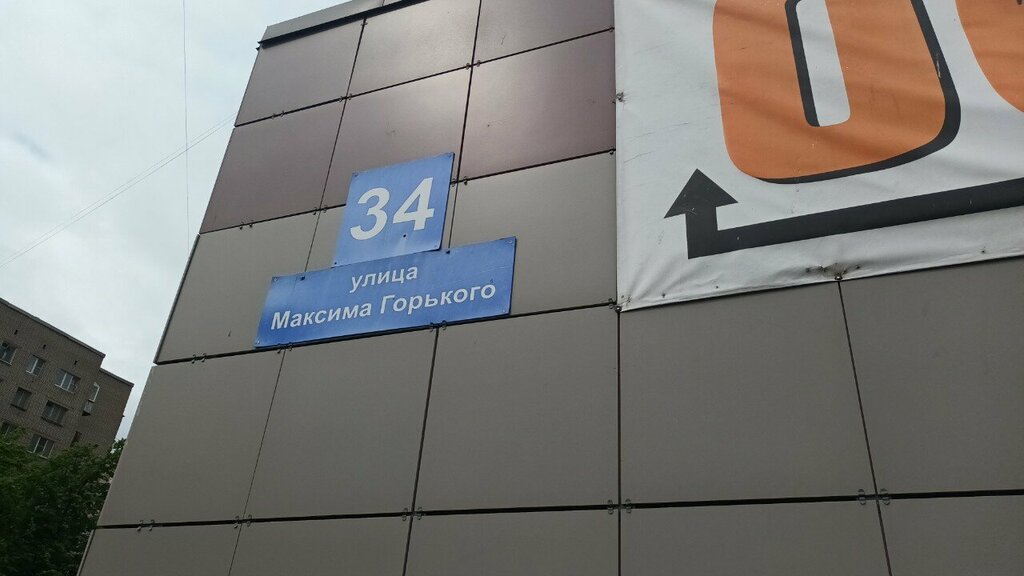 34
улица
Максима Горького